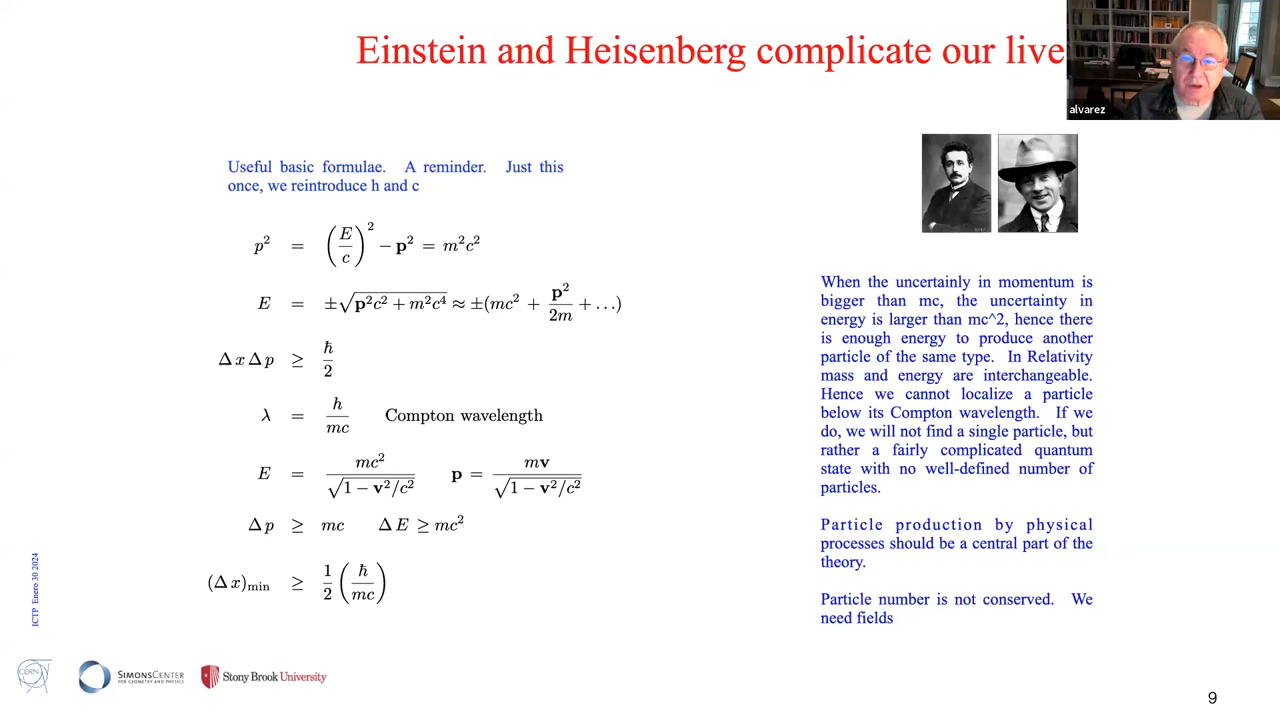 Einstein and Heisenberg complicate our live
alvarez
Useful basic formulae. A reminder. Just this
once, we reintroduce h and c
p² = (E/c)² − p² = m²c²
E = ±√(p²c² + m²c⁴) ≈ ±(mc² + p²/2m + …)
Δx Δp ≥ ℏ/2
λ = h/mc Compton wavelength
E = mc²/√(1 − v²/c²) p = mv/√(1 − v²/c²)
Δp ≥ mc ΔE ≥ mc²
(Δx)min ≥ 1/2 (ℏ/mc)
When the uncertainly in momentum is
bigger than mc, the uncertainty in
energy is larger than mc^2, hence there
is enough energy to produce another
particle of the same type. In Relativity
mass and energy are interchangeable.
Hence we cannot localize a particle
below its Compton wavelength. If we
do, we will not find a single particle, but
rather a fairly complicated quantum
state with no well-defined number of
particles.
Particle production by physical
processes should be a central part of the
theory.
Particle number is not conserved. We
need fields
ICTP Enero 30 2024
CERN
SIMONS CENTER
FOR GEOMETRY AND PHYSICS
Stony Brook University
9